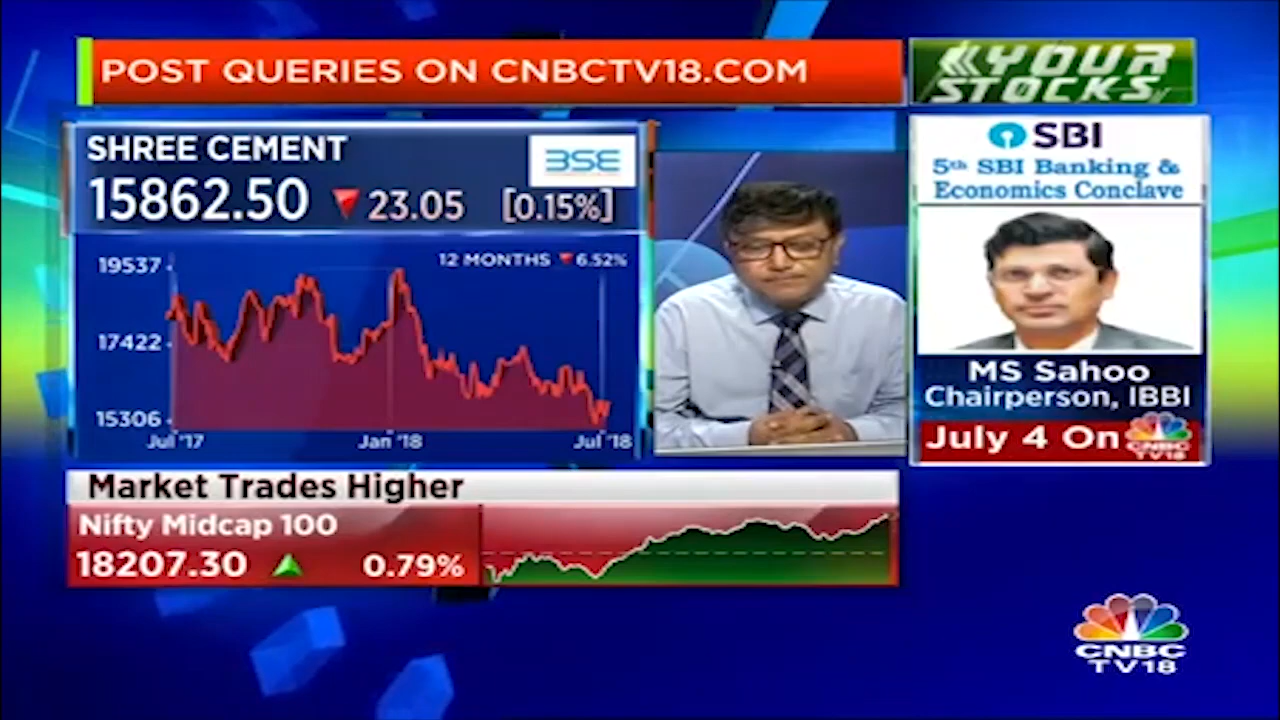 POST QUERIES ON CNBCTV18.COM
YOUR
STOCKS
SHREE CEMENT
BSE
15862.50 23.05 [0.15%]
12 MONTHS 6.52%
19537
17422
15306
Jul '17 Jan '18 Jul '18
SBI
5th SBI Banking &
Economics Conclave
MS Sahoo
Chairperson, IBBI
July 4 On CNBC
TV18
Market Trades Higher
Nifty Midcap 100
18207.30 0.79%
CNBC
TV18